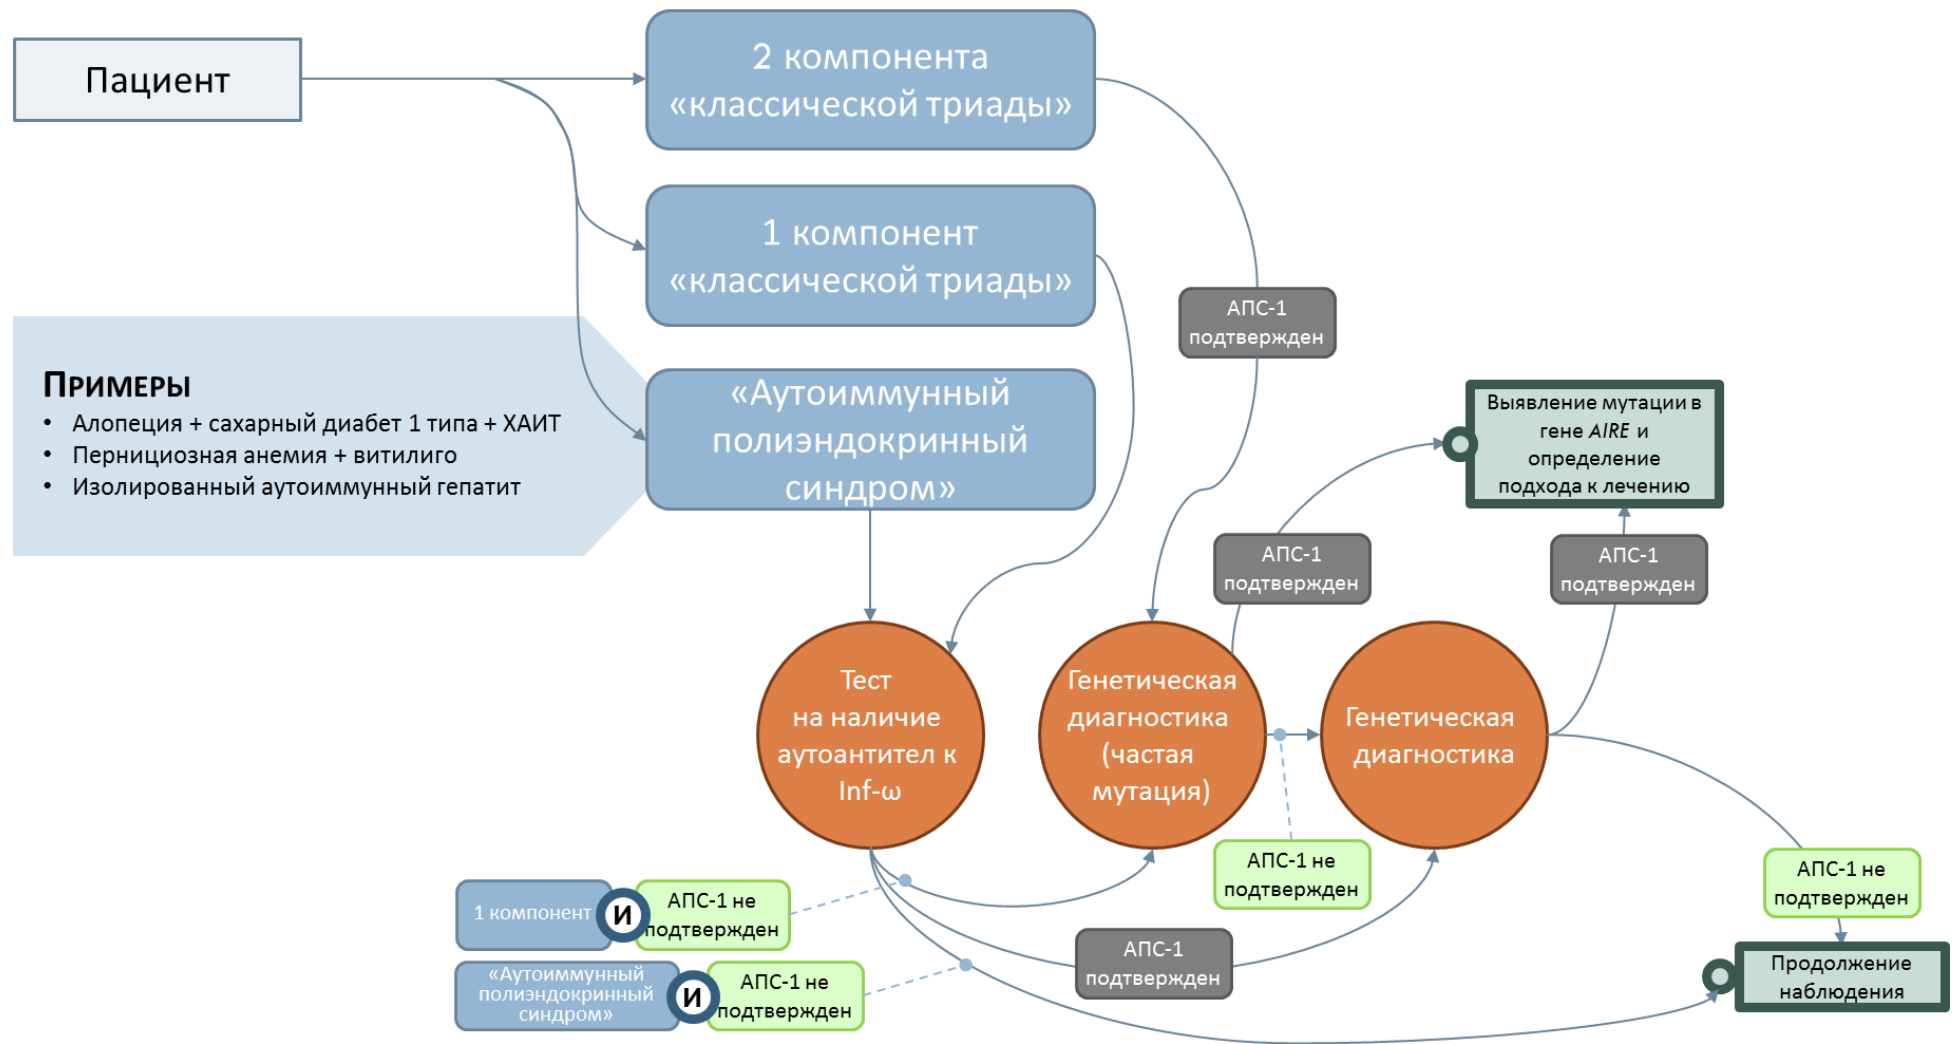 Пациент
2 компонента
«классической триады»
1 компонент
«классической триады»
АПС-1
подтвержден
ПРИМЕРЫ
• Алопеция + сахарный диабет 1 типа + ХАИТ
• Пернициозная анемия + витилиго
• Изолированный аутоиммунный гепатит
«Аутоиммунный
полиэндокринный
синдром»
Выявление мутации в
гене AIRE и
определение
подхода к лечению
АПС-1
подтвержден
АПС-1
подтвержден
Тест
на наличие
аутоантител к
Inf-ω
Генетическая
диагностика
(частая
мутация)
Генетическая
диагностика
АПС-1 не
подтвержден
АПС-1 не
подтвержден
1 компонент
И
АПС-1 не
подтвержден
АПС-1
подтвержден
«Аутоиммунный
полиэндокринный
синдром»
И
АПС-1 не
подтвержден
Продолжение
наблюдения